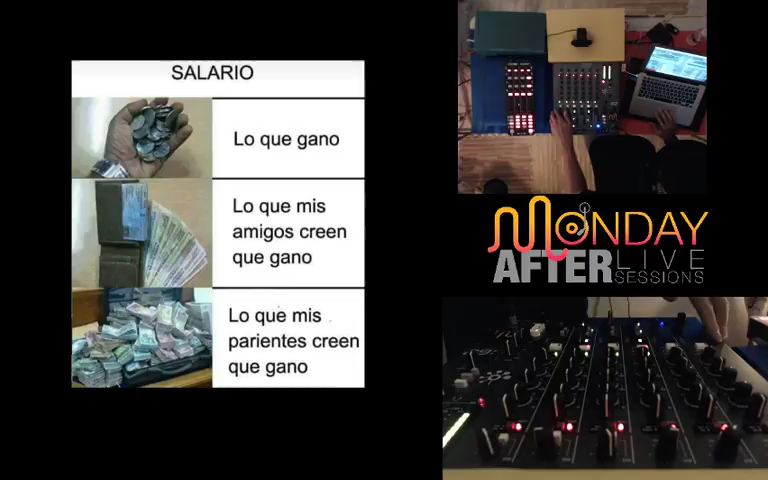 SALARIO
Lo que gano
Lo que mis
amigos creen
que gano
Lo que mis
parientes creen
que gano
MONDAY
AFTER LIVE
SESSIONS